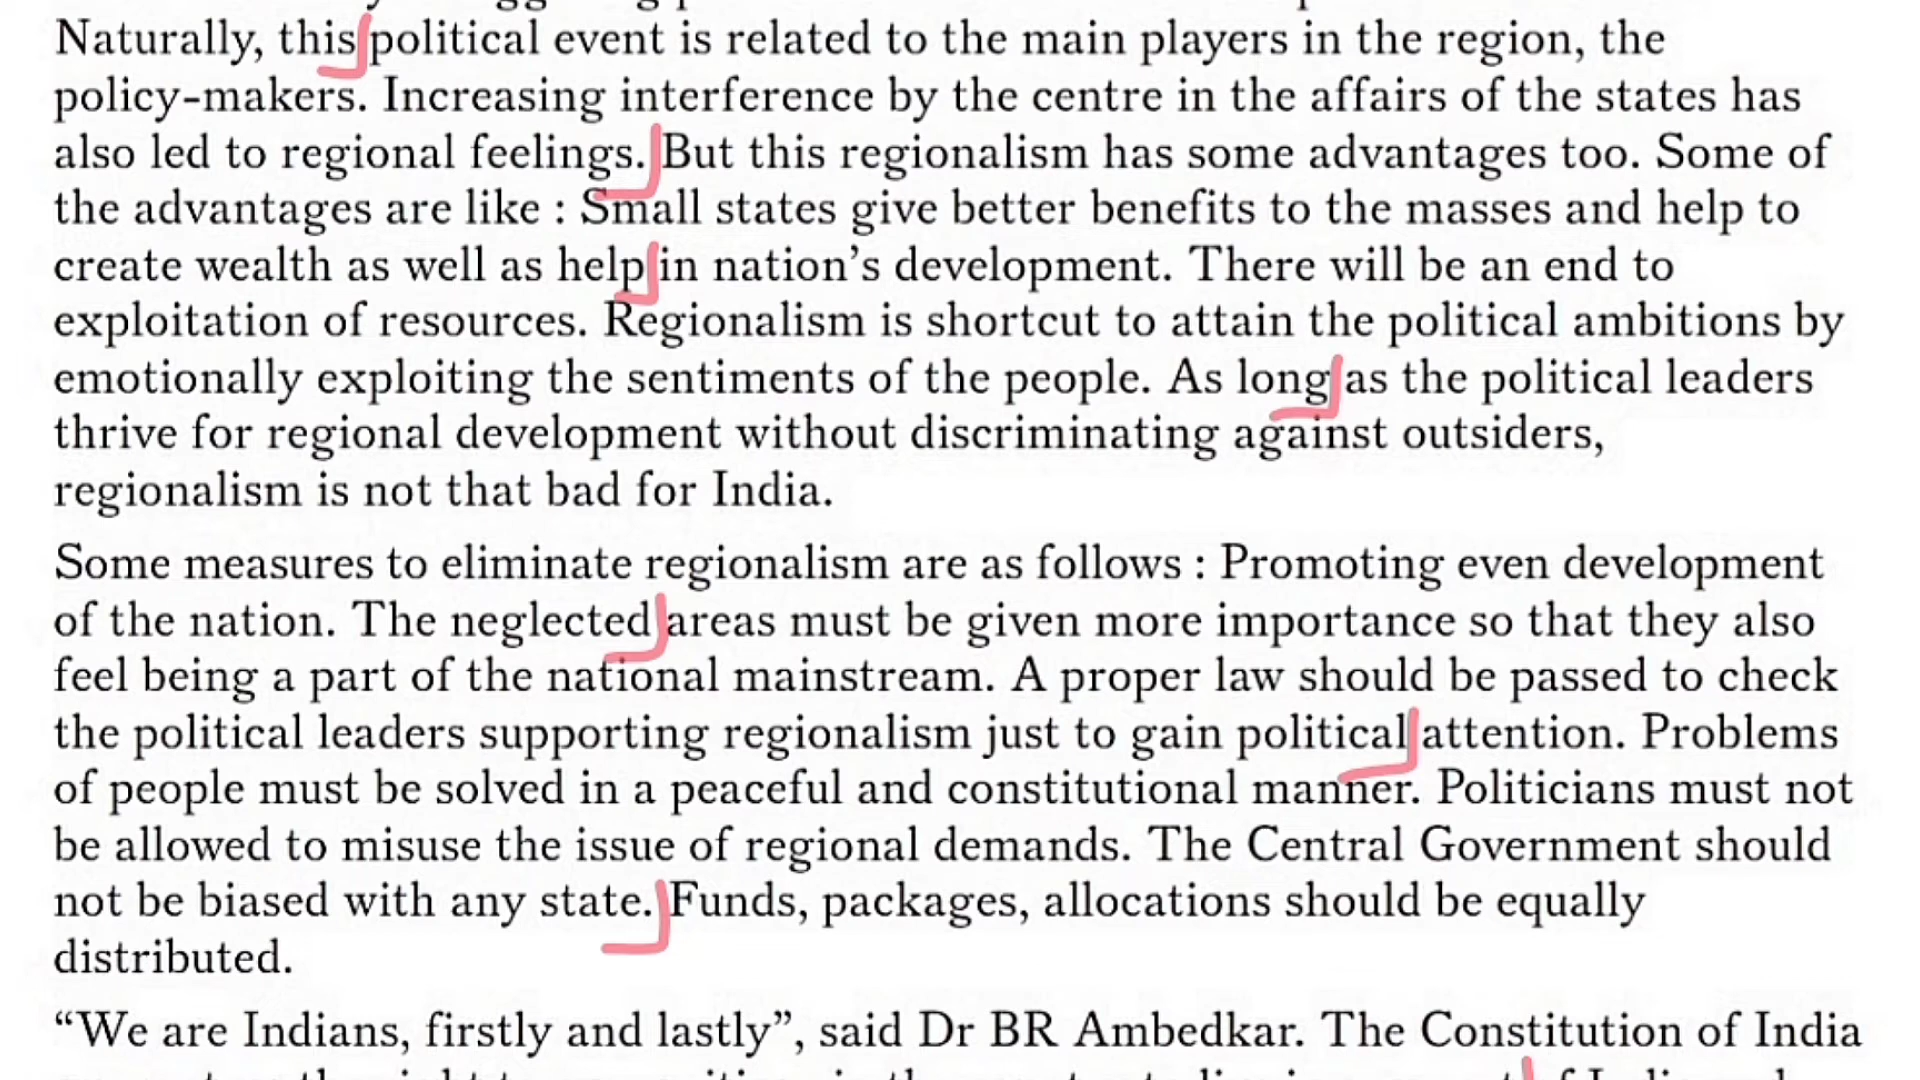 Naturally, this political event is related to the main players in the region, the
policy-makers. Increasing interference by the centre in the affairs of the states has
also led to regional feelings. But this regionalism has some advantages too. Some of
the advantages are like : Small states give better benefits to the masses and help to
create wealth as well as help in nation’s development. There will be an end to
exploitation of resources. Regionalism is shortcut to attain the political ambitions by
emotionally exploiting the sentiments of the people. As long as the political leaders
thrive for regional development without discriminating against outsiders,
regionalism is not that bad for India.
Some measures to eliminate regionalism are as follows : Promoting even development
of the nation. The neglected areas must be given more importance so that they also
feel being a part of the national mainstream. A proper law should be passed to check
the political leaders supporting regionalism just to gain political attention. Problems
of people must be solved in a peaceful and constitutional manner. Politicians must not
be allowed to misuse the issue of regional demands. The Central Government should
not be biased with any state. Funds, packages, allocations should be equally
distributed.
“We are Indians, firstly and lastly”, said Dr BR Ambedkar. The Constitution of India